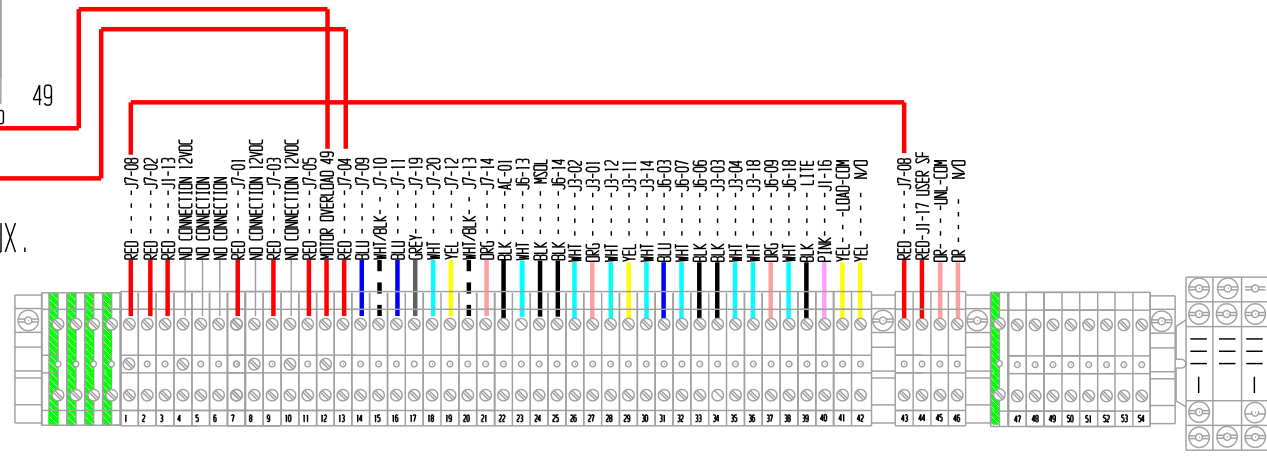 49
UX.
RED - - - - - J7-08
RED - - - - J7-02
RED - - - - J1-13
NO CONNECTION 12VDC
NO CONNECTION
NO CONNECTION
RED - - - - J7-01
NO CONNECTION 12VDC
RED - - - - J7-03
NO CONNECTION 12VDC
RED - - - - J7-05
MOTOR OVERLOAD 49
RED - - - - J7-04
BLU - - - - J7-09
WHT/BLK- - - J7-10
BLU - - - - J7-11
GREY- - - - J7-19
WHT - - - - J7-20
YEL - - - - J7-12
WHT/BLK- - J7-13
ORG - - - - J7-14
BLK - - - -AC-01
WHT - - - - J6-13
BLK - - - - MSOL
BLK - - - - J6-14
WHT - - - - J3-02
ORG - - - - J3-01
WHT - - - - J3-12
YEL - - - - J3-11
WHT - - - - J3-14
BLU - - - - J6-03
WHT - - - - J6-07
BLK - - - - J6-06
BLK - - - - J3-03
WHT - - - - J3-04
WHT - - - - J3-18
ORG - - - - J6-09
WHT - - - - J6-18
BLK - - - - LITE
PINK- - - - J1-16
YEL- - -LOAD-COM
YEL - - - - N/O
RED - - - - J7-08
RED-J1-17 USER SF
OR- - - -UNL-COM
OR - - - - N/O
1 2 3 4 5 6 7 8 9 10 11 12 13 14 15 16 17 18 19 20 21 22 23 24 25 26 27 28 29 30 31 32 33 34 35 36 37 38 39 40 41 42 43 44 45 46 47 48 49 50 51 52 53 54